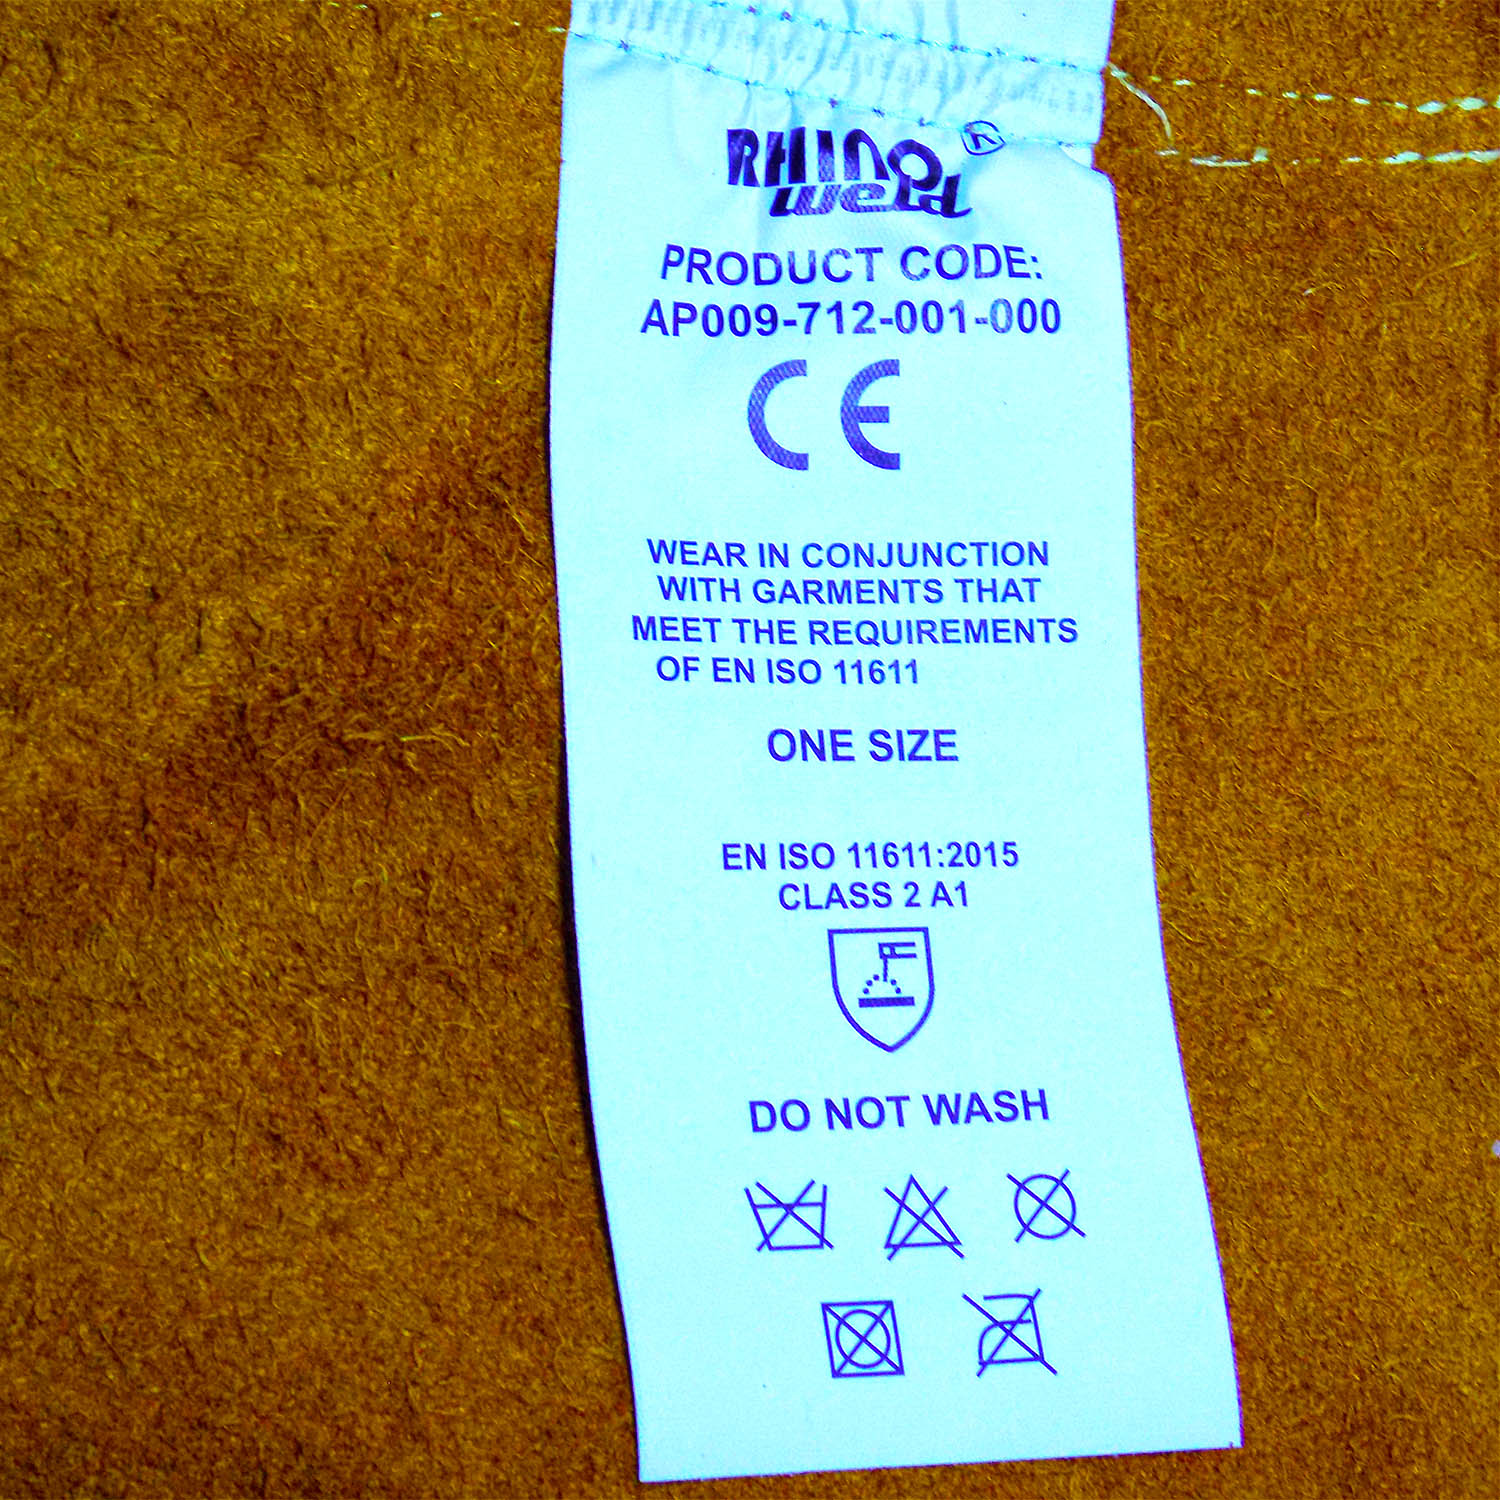 RHINO ®
weld
PRODUCT CODE:
AP009-712-001-000
CE
WEAR IN CONJUNCTION
WITH GARMENTS THAT
MEET THE REQUIREMENTS
OF EN ISO 11611
ONE SIZE
EN ISO 11611:2015
CLASS 2 A1
DO NOT WASH